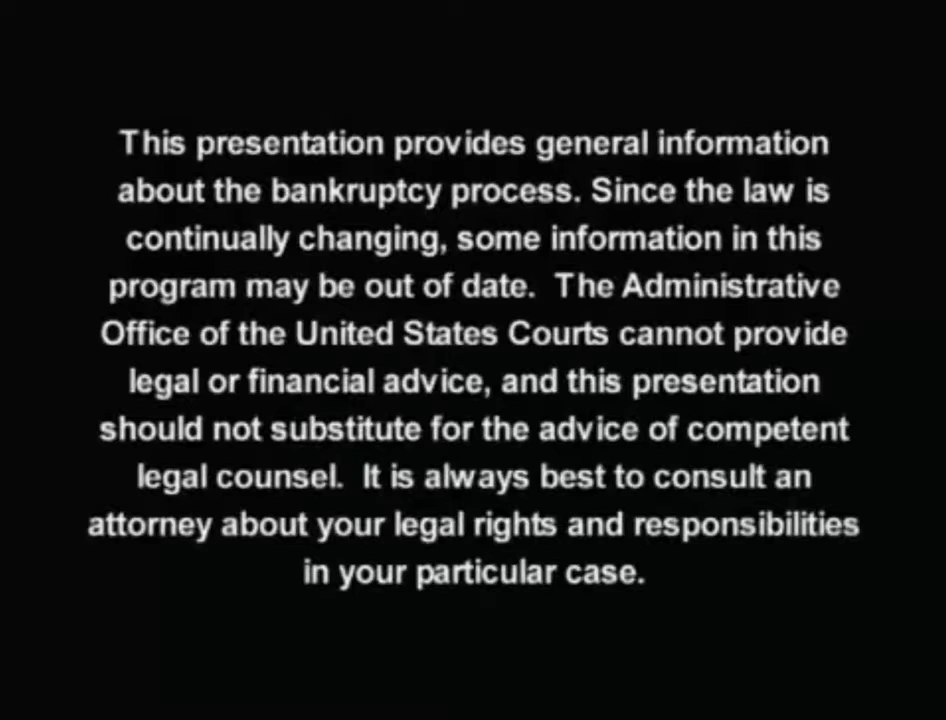 This presentation provides general information
about the bankruptcy process. Since the law is
continually changing, some information in this
program may be out of date.  The Administrative
Office of the United States Courts cannot provide
legal or financial advice, and this presentation
should not substitute for the advice of competent
legal counsel.  It is always best to consult an
attorney about your legal rights and responsibilities
in your particular case.